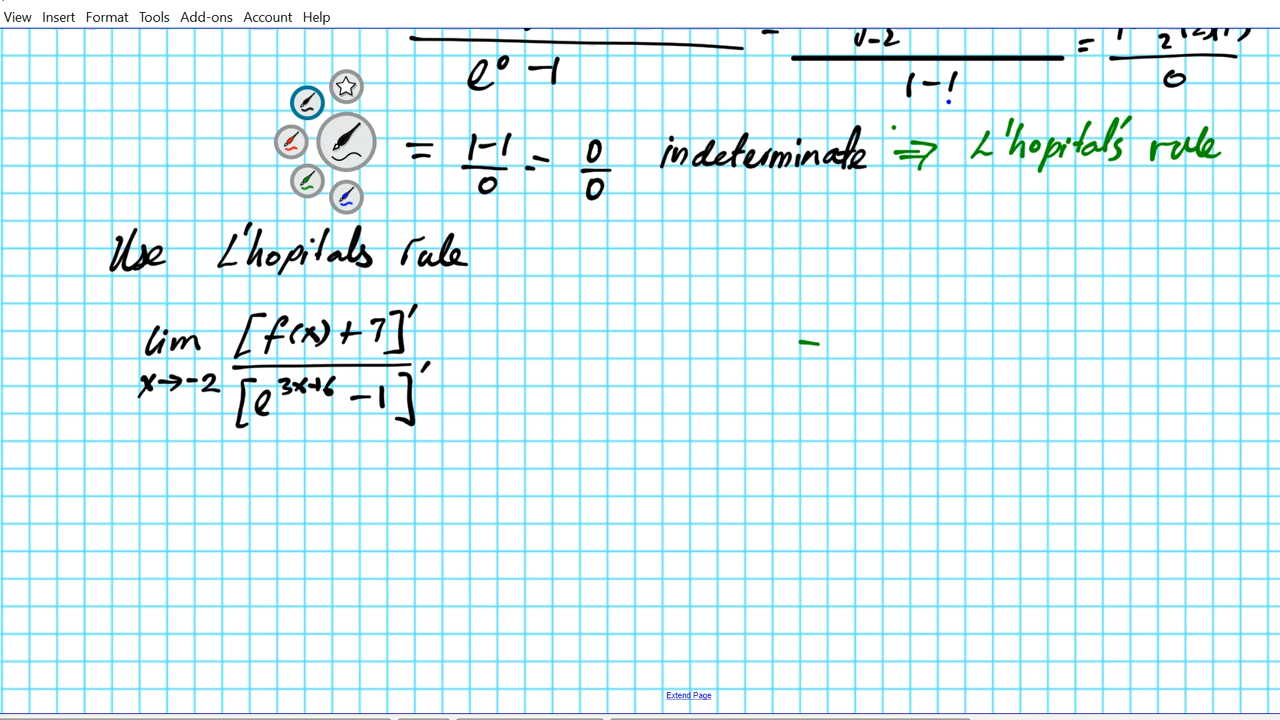 View Insert Format Tools Add-ons Account Help
e^0 - 1
1 - 1
=
0
= 1-1/0 = 0/0 indeterminate ⇒ L'hopital's rule
Use L'hopitals rule
lim x→-2 [f(x) + 7]' / [e^{3x+6} - 1]'
Extend Page